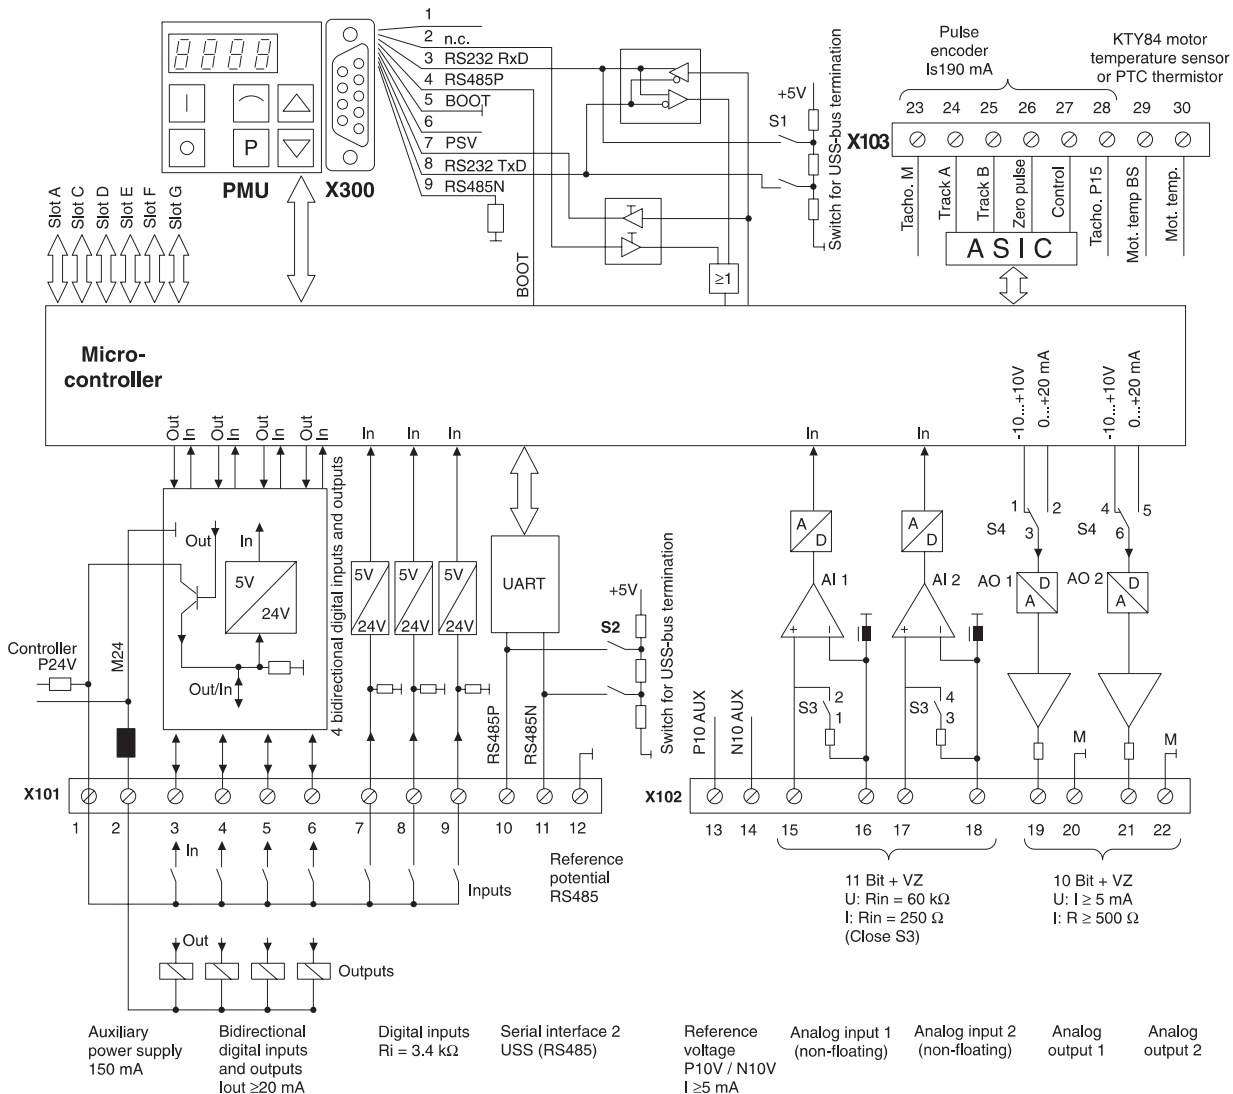 1
2
n.c.
3 RS232 RxD
4 RS485P
5 BOOT
6
7 PSV
8 RS232 TxD
9 RS485N
8888
P
PMU
X300
Slot A
Slot C
Slot D
Slot E
Slot F
Slot G
BOOT
≥1
+5V
S1
Switch for USS-bus termination
Pulse
encoder
Is190 mA
KTY84 motor
temperature sensor
or PTC thermistor
23 24 25 26 27 28 29 30
X103
Tacho. M
Track A
Track B
Zero pulse
Control
Tacho. P15
Mot. temp BS
Mot. temp.
ASIC
Micro-
controller
Out
In
Out
In
Out
In
Out
In
In
In
In
In
In
-10...+10V
0...+20 mA
-10...+10V
0...+20 mA
4 bidirectional digital inputs and outputs
Out
In
5V
24V
Out/In
5V
24V
5V
24V
5V
24V
UART
+5V
S2
Switch for USS-bus termination
RS485P
RS485N
Controller
P24V
M24
A
D
A
D
AI 1
AI 2
+ –
+ –
S3
2
1
S3
4
3
P10 AUX
N10 AUX
1 2
S4
3
4 5
S4
6
AO 1
D
A
AO 2
D
A
M
M
X101
1 2 3 4 5 6 7 8 9 10 11 12
X102
13 14 15 16 17 18 19 20 21 22
In
Inputs
Reference
potential
RS485
Out
Outputs
11 Bit + VZ
U: Rin = 60 kΩ
I: Rin = 250 Ω
(Close S3)
10 Bit + VZ
U: I ≥ 5 mA
I: R ≥ 500 Ω
Auxiliary
power supply
150 mA
Bidirectional
digital inputs
and outputs
Iout ≥20 mA
Digital inputs
Ri = 3.4 kΩ
Serial interface 2
USS (RS485)
Reference
voltage
P10V / N10V
I ≥5 mA
Analog input 1
(non-floating)
Analog input 2
(non-floating)
Analog
output 1
Analog
output 2